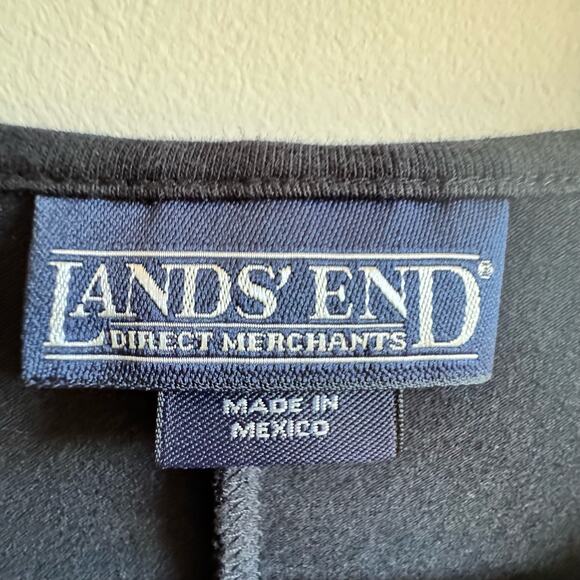 LANDS' END®
DIRECT MERCHANTS
MADE IN
MEXICO